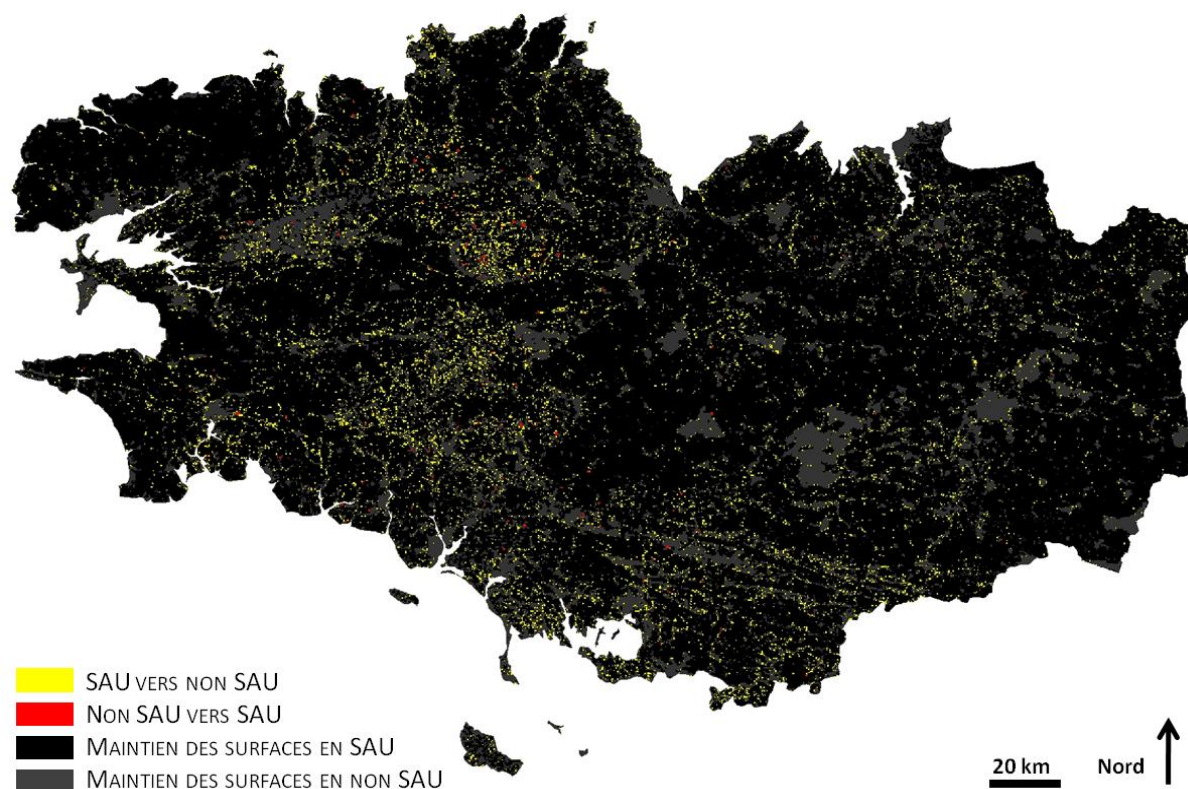 SAU VERS NON SAU
NON SAU VERS SAU
MAINTIEN DES SURFACES EN SAU
MAINTIEN DES SURFACES EN NON SAU
20 km
Nord